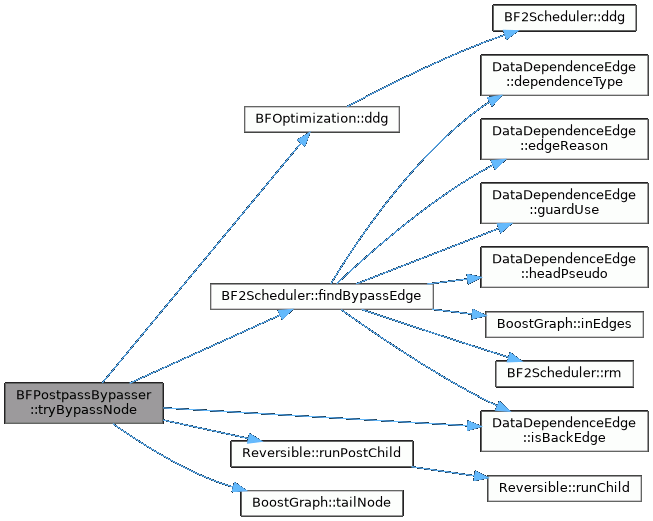 BF2Scheduler::ddg
DataDependenceEdge
::dependenceType
BFOptimization::ddg
DataDependenceEdge
::edgeReason
DataDependenceEdge
::guardUse
DataDependenceEdge
::headPseudo
BF2Scheduler::findBypassEdge
BoostGraph::inEdges
BF2Scheduler::rm
BFPostpassBypasser
::tryBypassNode
DataDependenceEdge
::isBackEdge
Reversible::runPostChild
Reversible::runChild
BoostGraph::tailNode